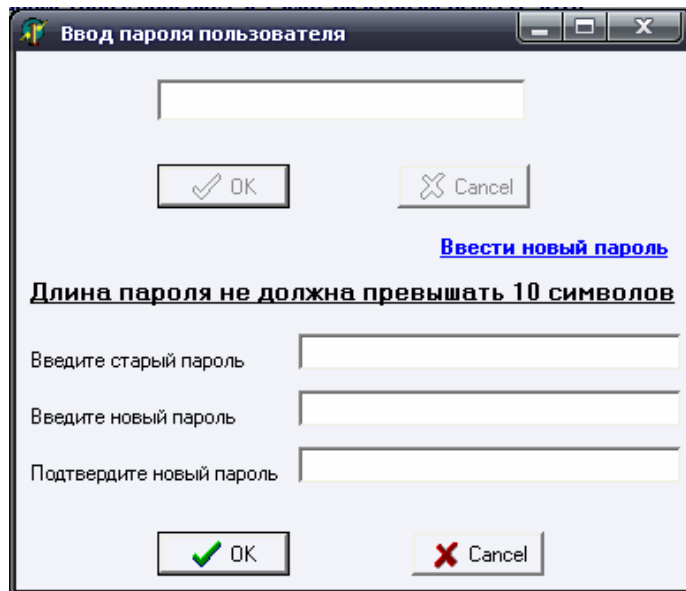 Ввод пароля пользователя
OK Cancel
Ввести новый пароль
Длина пароля не должна превышать 10 символов
Введите старый пароль
Введите новый пароль
Подтвердите новый пароль
OK Cancel